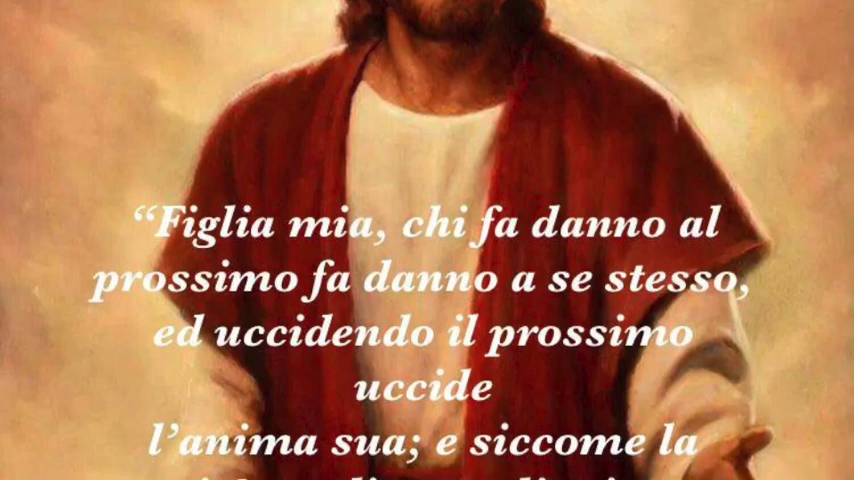 “Figlia mia, chi fa danno al
prossimo fa danno a se stesso,
ed uccidendo il prossimo
uccide
l’anima sua; e siccome la